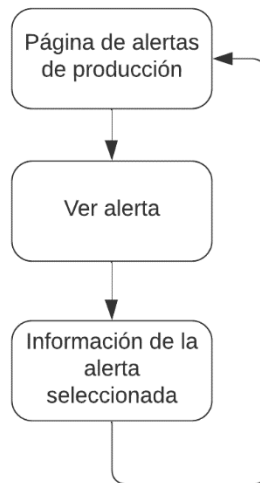 Página de alertas
de producción
Ver alerta
Información de la
alerta
seleccionada